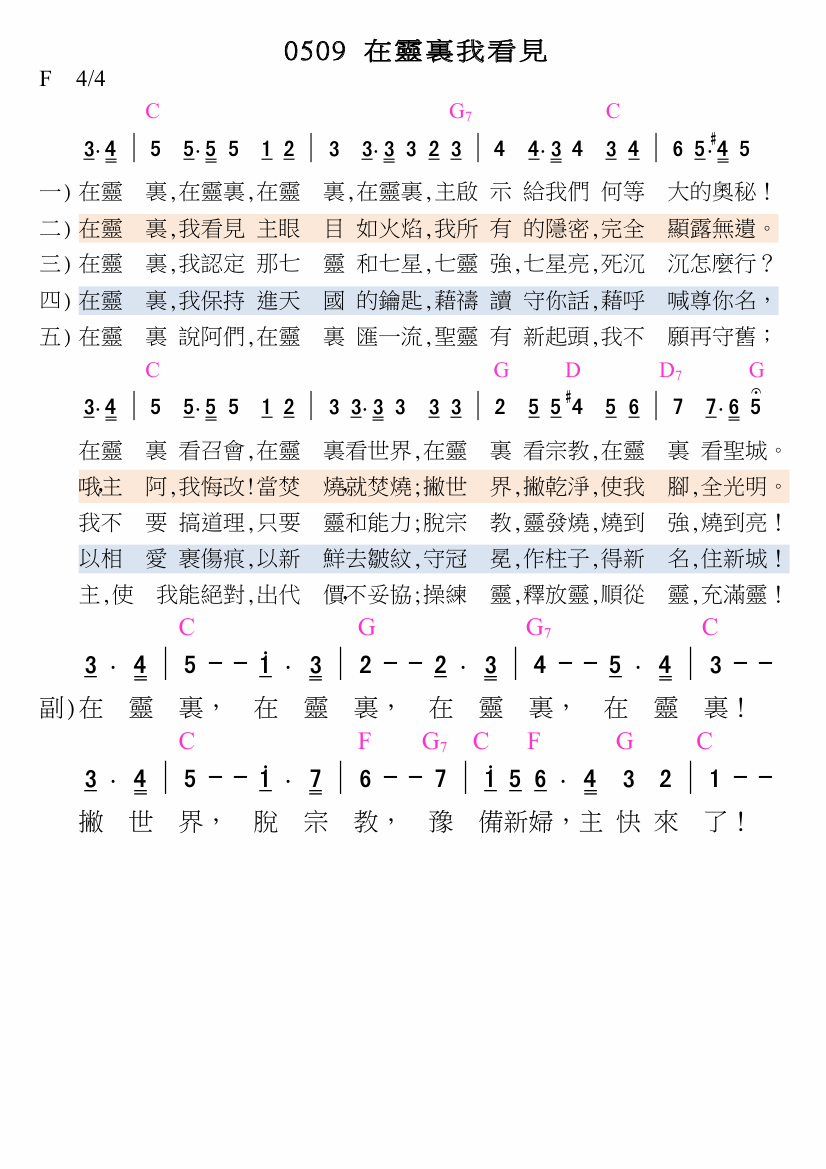 0509 在靈裏我看見
F 4/4
C G7 C
3·4 | 5 5·5 5 1 2 | 3 3·3 3 2 3 | 4 4·3 4 3 4 | 6 5·#4 5
一) 在靈 裏,在靈裏,在靈 裏,在靈裏,主啟 示 給我們 何等 大的奧秘！
二) 在靈 裏,我看見 主眼 目 如火焰,我所 有 的隱密,完全 顯露無遺。
三) 在靈 裏,我認定 那七 靈 和七星,七靈 強,七星亮,死沉 沉怎麼行？
四) 在靈 裏,我保持 進天 國 的鑰匙,藉禱 讀 守你話,藉呼 喊尊你名，
五) 在靈 裏 說阿們,在靈 裏 匯一流,聖靈 有 新起頭,我不 願再守舊；
C G D D7 G
3·4 | 5 5·5 5 1 2 | 3 3·3 3 3 3 | 2 5 5 #4 5 6 | 7 7·6 5
在靈 裏 看召會,在靈 裏看世界,在靈 裏 看宗教,在靈 裏 看聖城。
哦,主 阿,我悔改!當焚 燒,就焚燒;撇世 界,撇乾淨,使我 腳,全光明。
我不 要 搞道理,只要 靈和能力;脫宗 教,靈發燒,燒到 強,燒到亮！
以相 愛 裹傷痕,以新 鮮去皺紋,守冠 冕,作柱子,得新 名,住新城！
主,使 我能絕對,出代 價,不妥協;操練 靈,釋放靈,順從 靈,充滿靈！
C G G7 C
3 · 4 | 5 – – i · 3 | 2 – – 2 · 3 | 4 – – 5 · 4 | 3 – –
副) 在 靈 裏， 在 靈 裏， 在 靈 裏， 在 靈 裏！
C F G7 C F G C
3 · 4 | 5 – – i · 7 | 6 – – 7 | i 5 6 · 4 3 2 | 1 – –
撇 世 界， 脫 宗 教， 豫 備新婦，主 快 來 了！